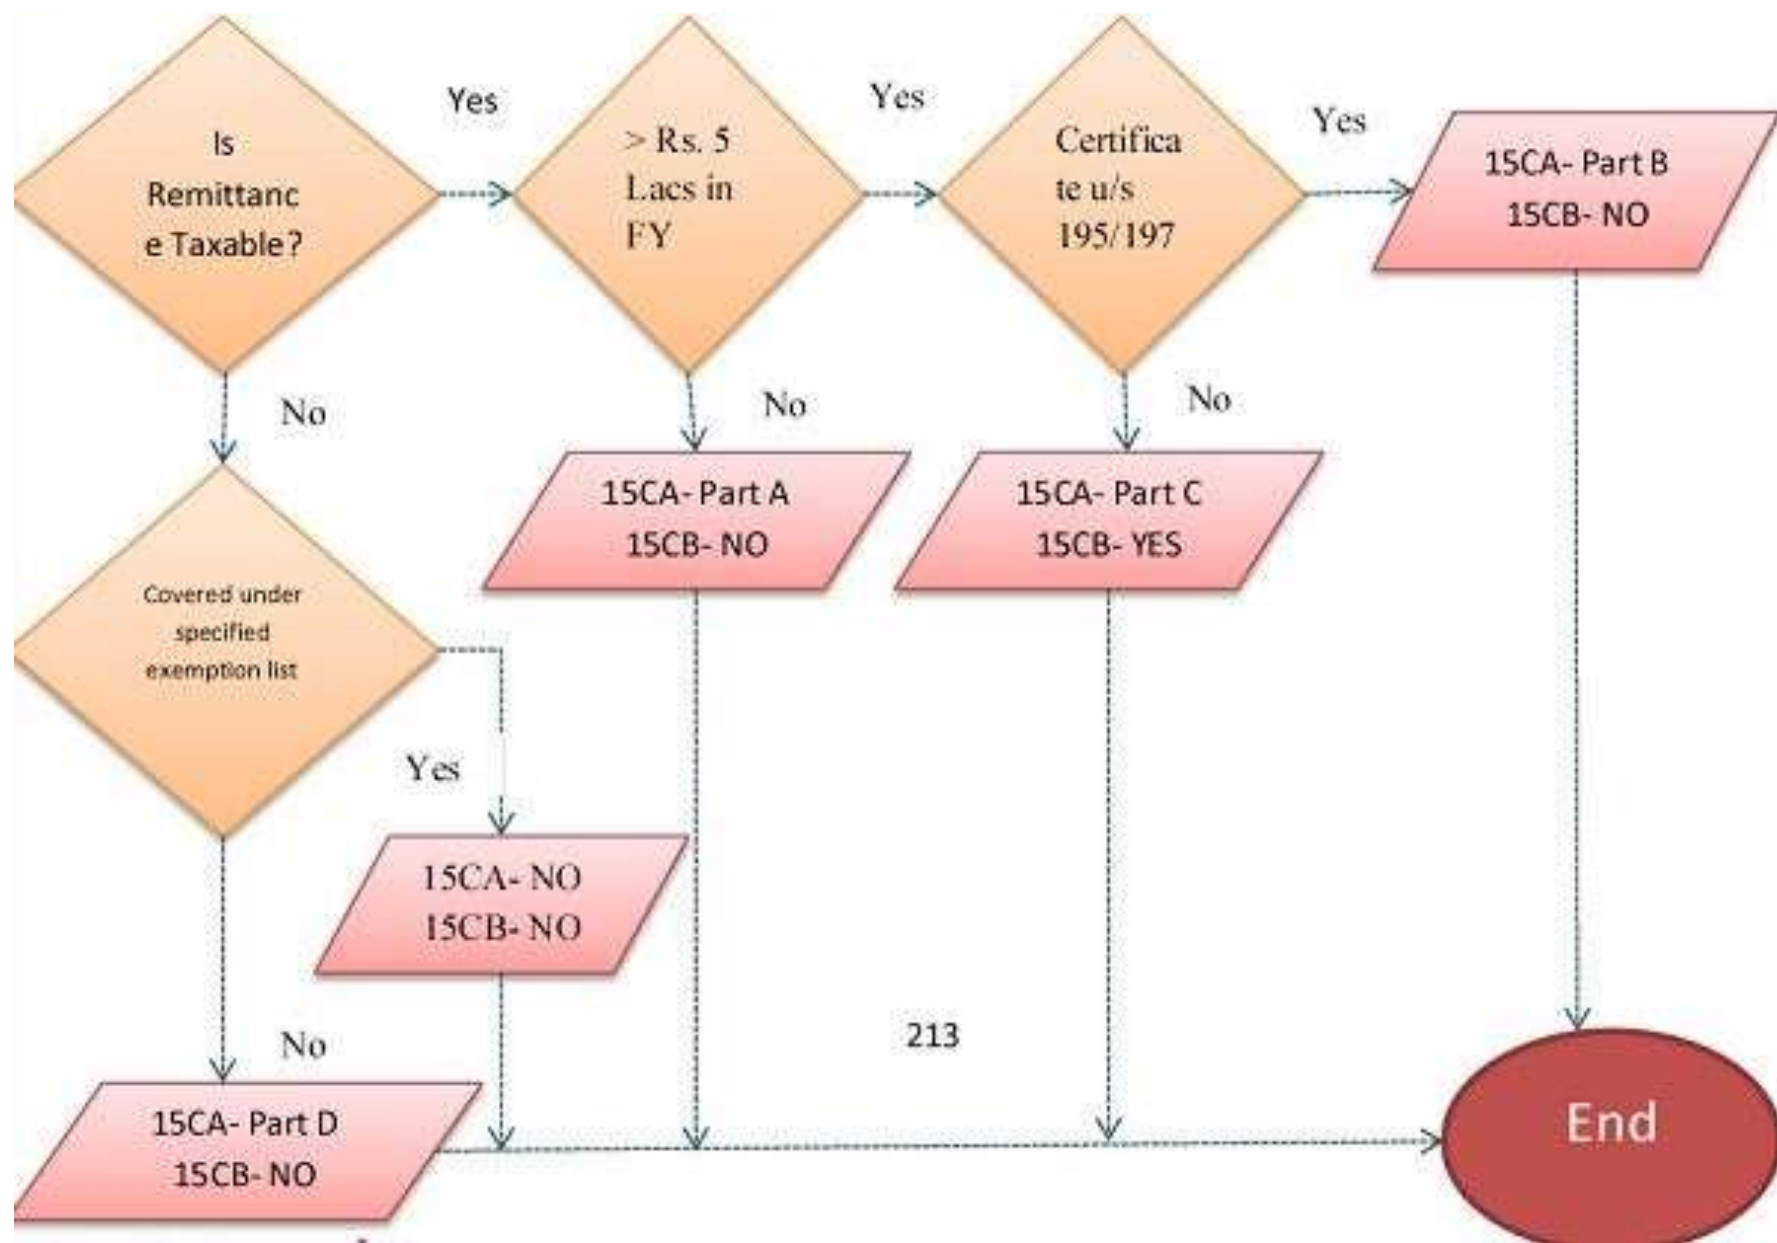 Is
Remittanc
e Taxable?
Yes
> Rs. 5
Lacs in
FY
Yes
Certifica
te u/s
195/197
Yes
15CA- Part B
15CB- NO
No
No
No
15CA- Part A
15CB- NO
15CA- Part C
15CB- YES
Covered under
specified
exemption list
Yes
15CA- NO
15CB- NO
No
213
15CA- Part D
15CB- NO
End